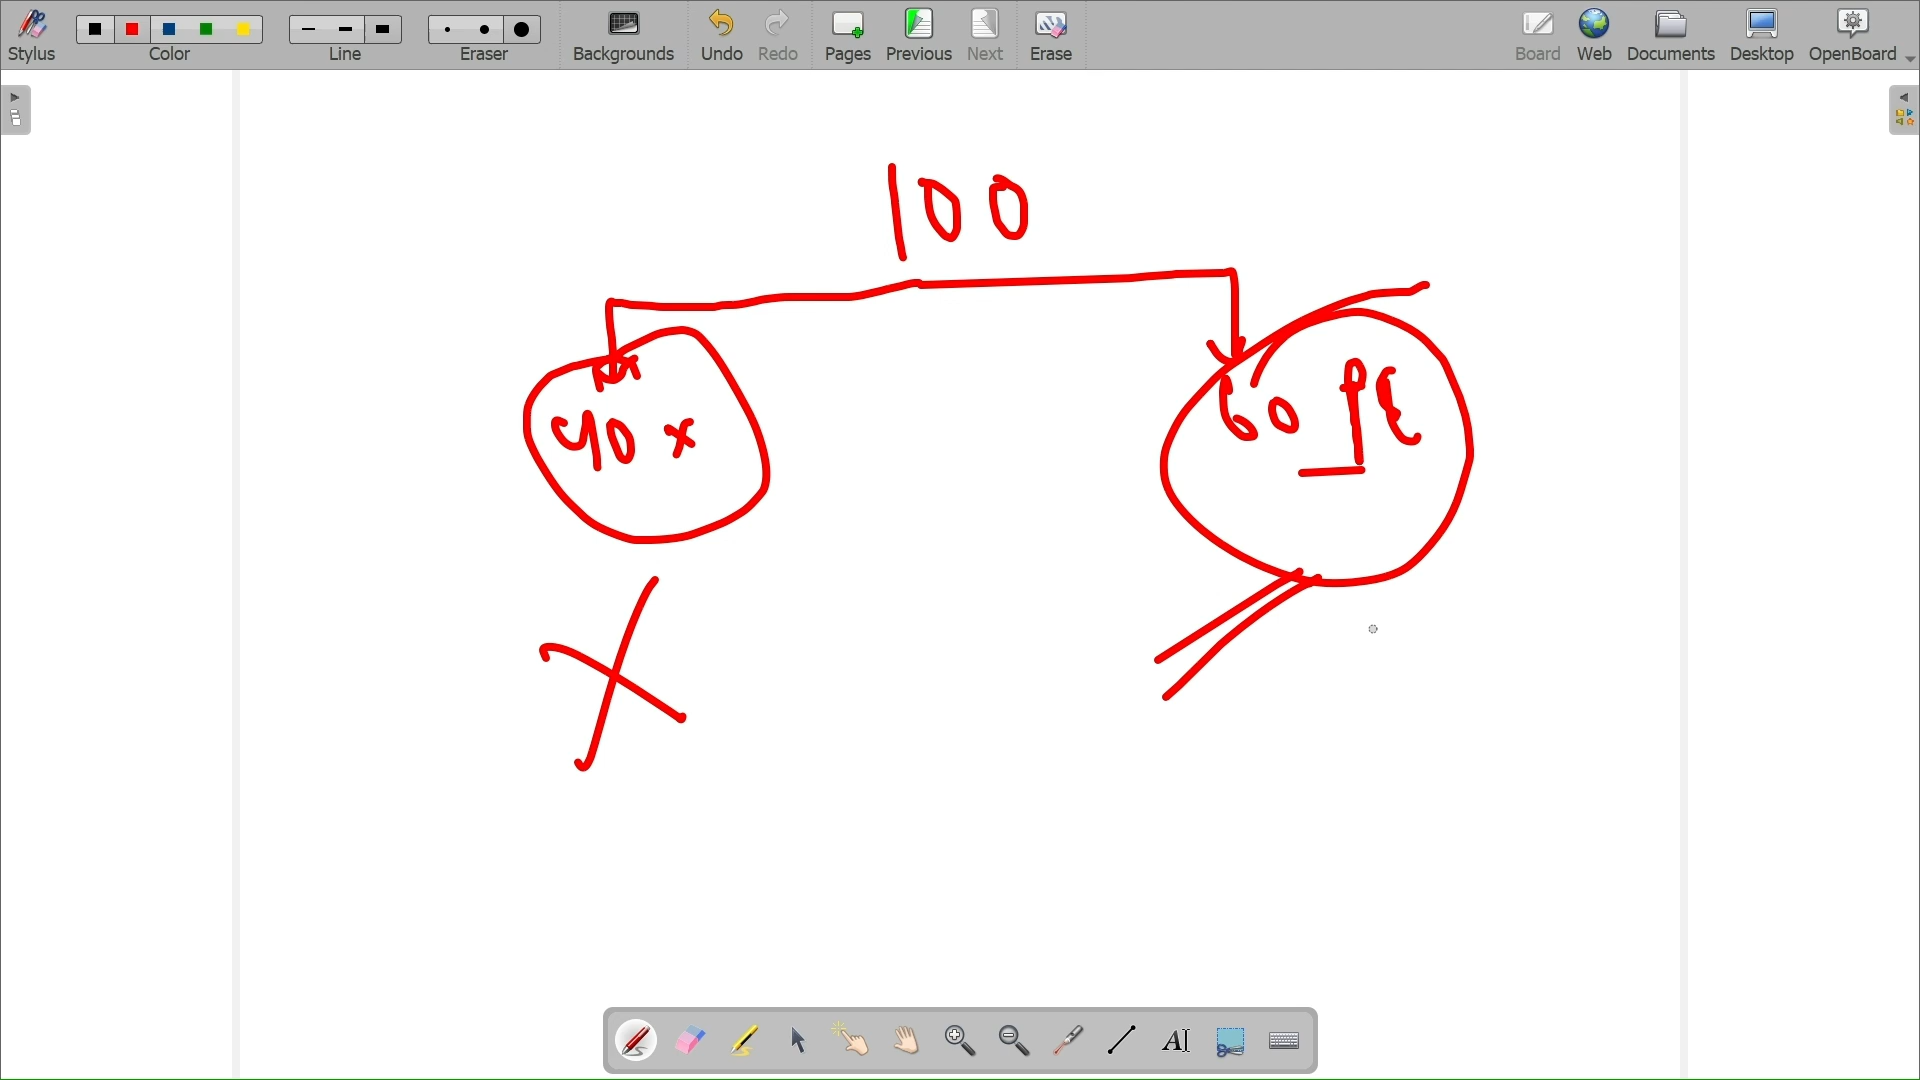 Stylus
Color
Line
Eraser
Backgrounds
Undo
Redo
Pages
Previous
Next
Erase
Board
Web
Documents
Desktop
OpenBoard
100
40 x
60
AI